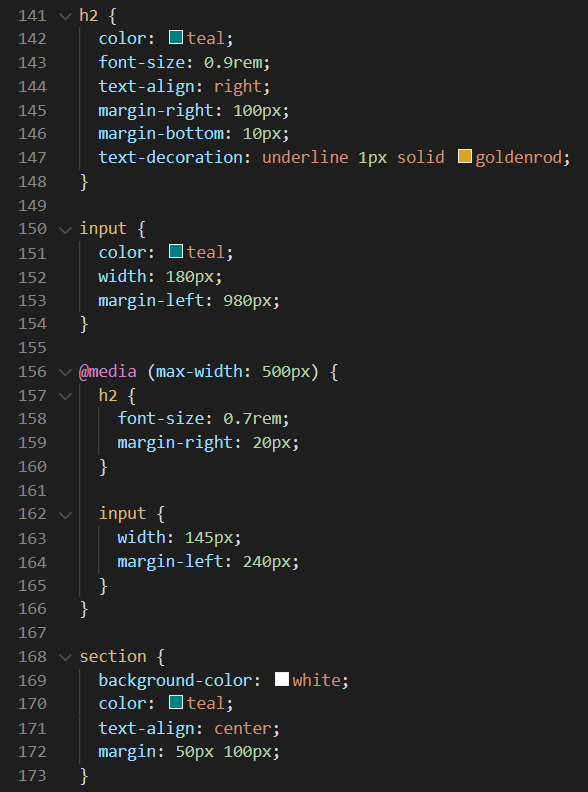 141 h2 {
142   color: teal;
143   font-size: 0.9rem;
144   text-align: right;
145   margin-right: 100px;
146   margin-bottom: 10px;
147   text-decoration: underline 1px solid goldenrod;
148 }
149
150 input {
151   color: teal;
152   width: 180px;
153   margin-left: 980px;
154 }
155
156 @media (max-width: 500px) {
157   h2 {
158     font-size: 0.7rem;
159     margin-right: 20px;
160   }
161
162   input {
163     width: 145px;
164     margin-left: 240px;
165   }
166 }
167
168 section {
169   background-color: white;
170   color: teal;
171   text-align: center;
172   margin: 50px 100px;
173 }